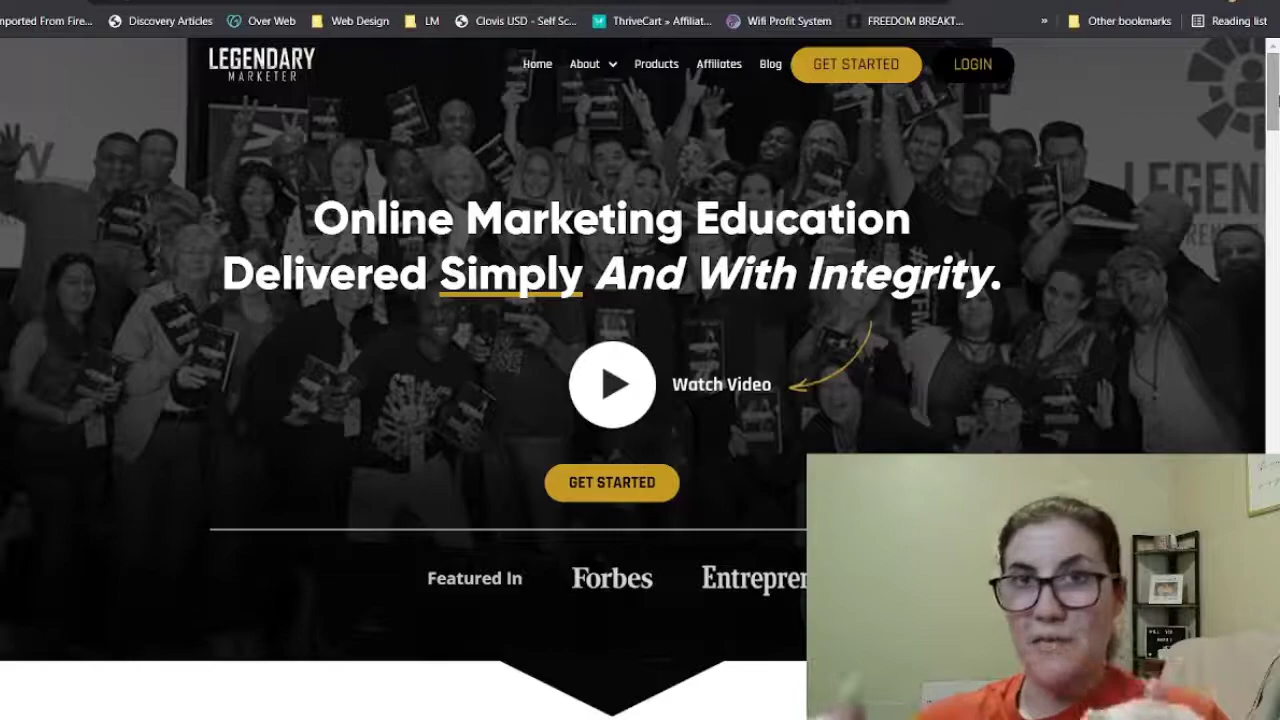 ported From Fire...
Discovery Articles
Over Web
Web Design
LM
Clovis USD - Self Sc...
ThriveCart » Affiliat...
Wifi Profit System
FREEDOM BREAKT...
»
Other bookmarks
Reading list
LEGENDARY
MARKETER
Home
About
Products
Affiliates
Blog
GET STARTED
LOGIN
LEGEN
Online Marketing Education
Delivered Simply And With Integrity.
Watch Video
GET STARTED
Featured In
Forbes
Entrepre